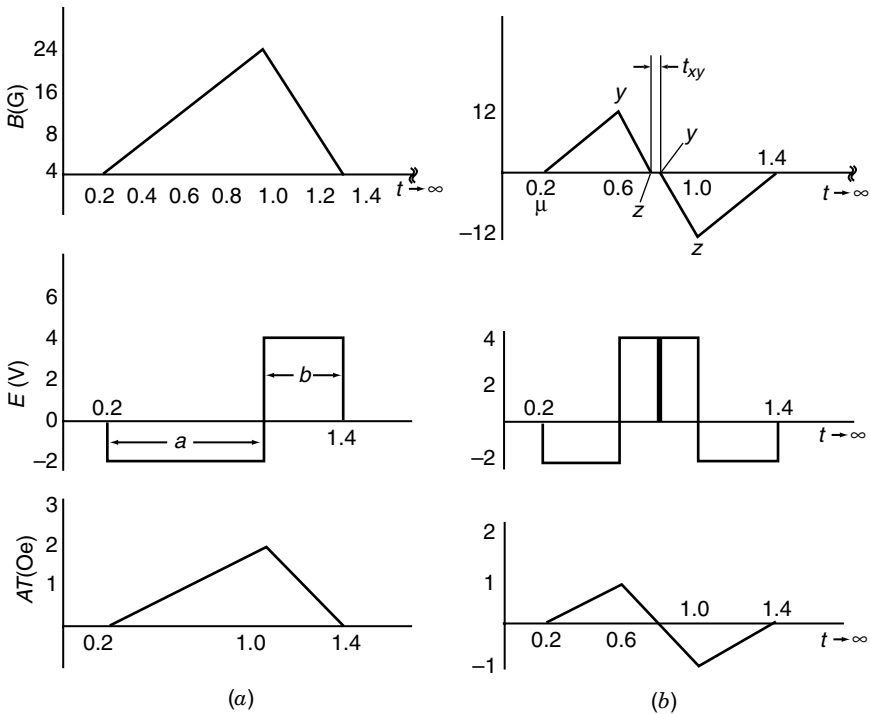 B(G)
24
16
8
4
0.2 0.4 0.6 0.8 1.0 1.2 1.4 t → ∞
12
−12
y
t_xy
y
z
z
0.2
μ
0.6
1.0
1.4
t → ∞
E (V)
6
4
2
0
−2
0.2
a
b
1.4
4
2
−2
0.2
1.4
t → ∞
AT(Oe)
3
2
1
0.2
1.0
1.4
(a)
2
1
−1
0.2
0.6
1.0
1.4
t → ∞
(b)